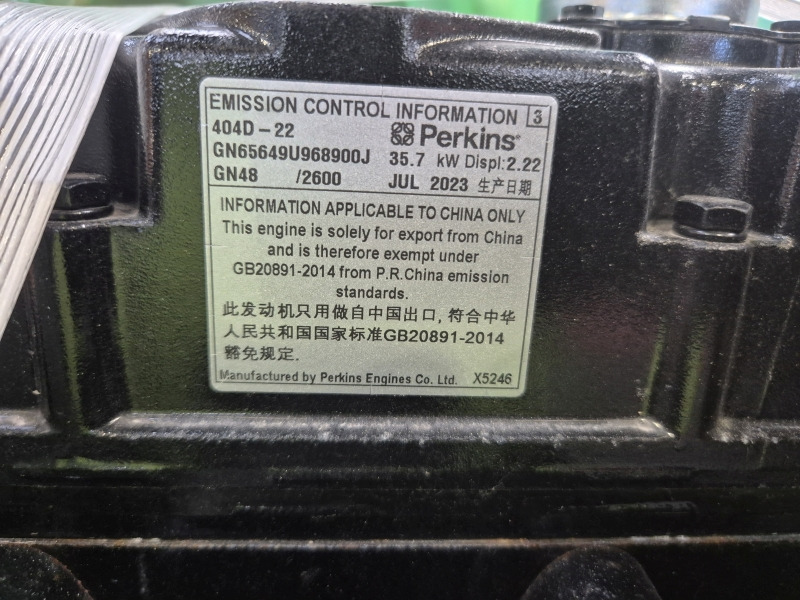 EMISSION CONTROL INFORMATION 3
404D-22 Perkins
GN65649U968900J 35.7 kW Displ:2.22
GN48 /2600 JUL 2023 生产日期
INFORMATION APPLICABLE TO CHINA ONLY
This engine is solely for export from China
and is therefore exempt under
GB20891-2014 from P.R.China emission
standards.
此发动机只用做自中国出口, 符合中华
人民共和国国家标准GB20891-2014
豁免规定.
Manufactured by Perkins Engines Co. Ltd. X5246